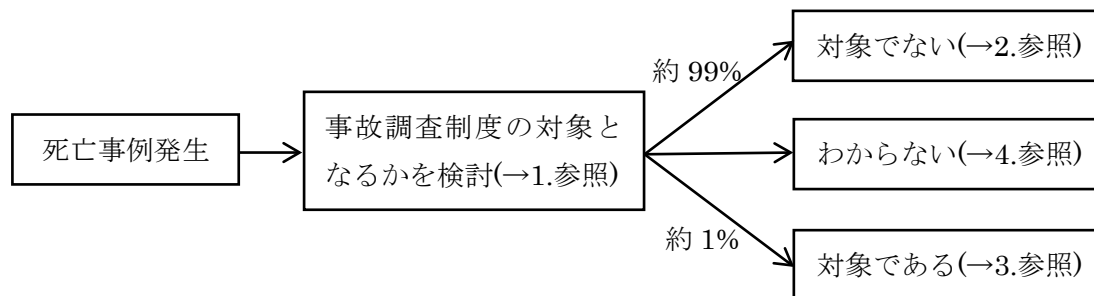 死亡事例発生
事故調査制度の対象と
なるかを検討(→1.参照)
約 99%
約 1%
対象でない(→2.参照)
わからない(→4.参照)
対象である(→3.参照)